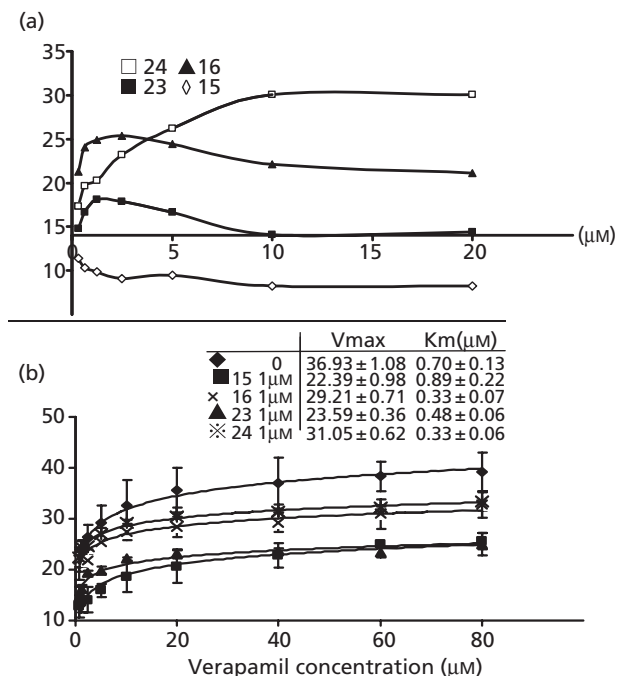 (a)
35
30
25
20
15
10
□ 24 ▲ 16
■ 23 ◊ 15
0 5 10 15 20 (µM)
(b)
Vmax Km(µM)
◆ 0 36.93 ± 1.08 0.70 ± 0.13
■ 15 1µM 22.39 ± 0.98 0.89 ± 0.22
× 16 1µM 29.21 ± 0.71 0.33 ± 0.07
▲ 23 1µM 23.59 ± 0.36 0.48 ± 0.06
※ 24 1µM 31.05 ± 0.62 0.33 ± 0.06
50
40
30
20
10
0 20 40 60 80
Verapamil concentration (µM)